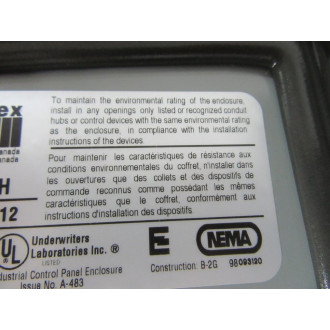 ex
anada
anada
To maintain the environmental rating of the enclosure,
install in any openings only listed or recognized conduit
hubs or control devices with the same environmental rating
as the enclosure, in compliance with the installation
instructions of the devices
H
12
Pour maintenir les caractéristiques de résistance aux
conditions environnementales du coffret, n'installer dans
les ouvertures que des collets et des dispositifs de
commande reconnus comme possédant les mêmes
caractéristiques que le coffret, conformément aux
instructions d'installation des dispositifs
UL
Underwriters
Laboratories Inc.®
LISTED
dustrial Control Panel Enclosure
Issue No. A-483
E
NEMA
Construction: B-2G 98093120